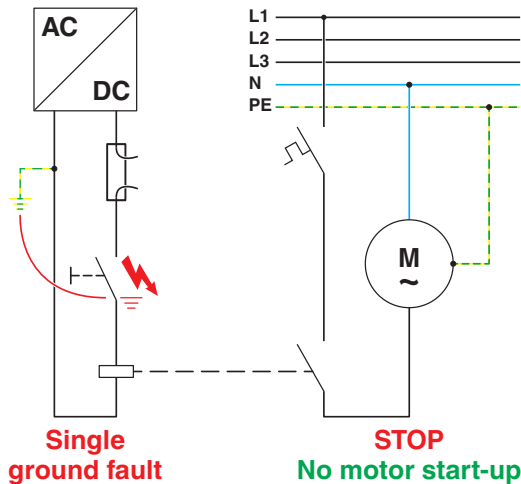 AC
DC
L1
L2
L3
N
PE
M
~
Single
ground fault
STOP
No motor start-up